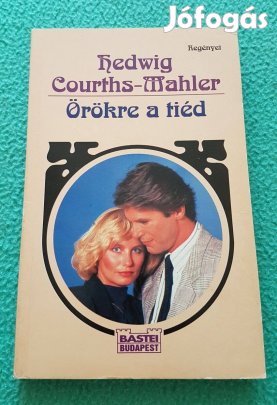 Jófogás
Regényei
Hedwig
Courths-Mahler
Örökre a tiéd
BASTEI
BUDAPEST